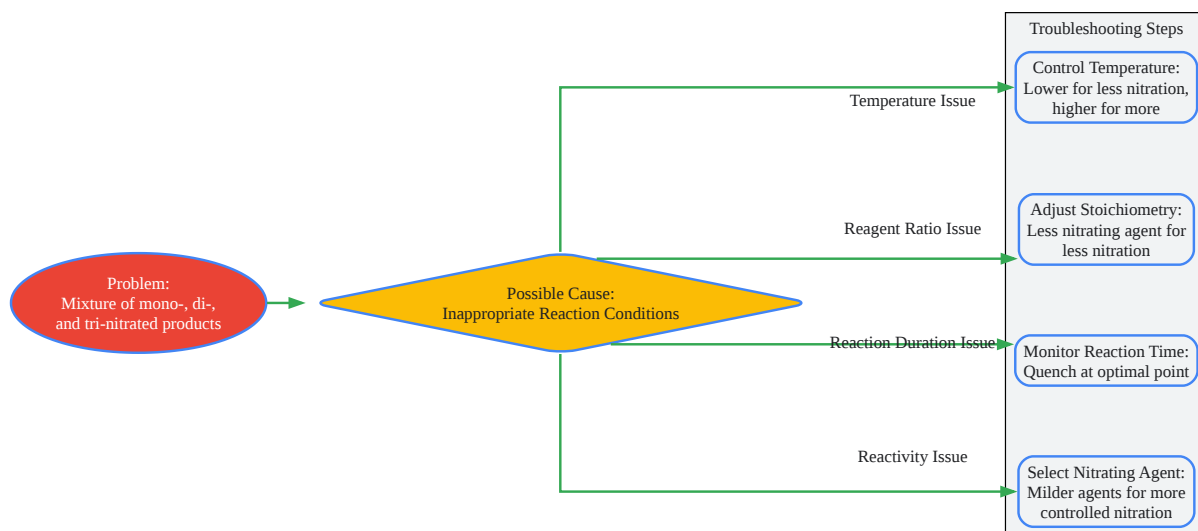 Problem:
Mixture of mono-, di-,
and tri-nitrated products
Possible Cause:
Inappropriate Reaction Conditions
Temperature Issue
Reagent Ratio Issue
Reaction Duration Issue
Reactivity Issue
Troubleshooting Steps
Control Temperature:
Lower for less nitration,
higher for more
Adjust Stoichiometry:
Less nitrating agent for
less nitration
Monitor Reaction Time:
Quench at optimal point
Select Nitrating Agent:
Milder agents for more
controlled nitration